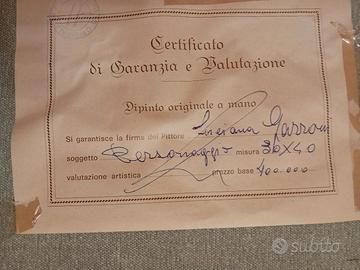 Certificato
di Garanzia e Valutazione
Dipinto originale a mano
Si garantisce la firma del Pittore
soggetto Personaggio misura 30X40
valutazione artistica prezzo base 400.000
subito